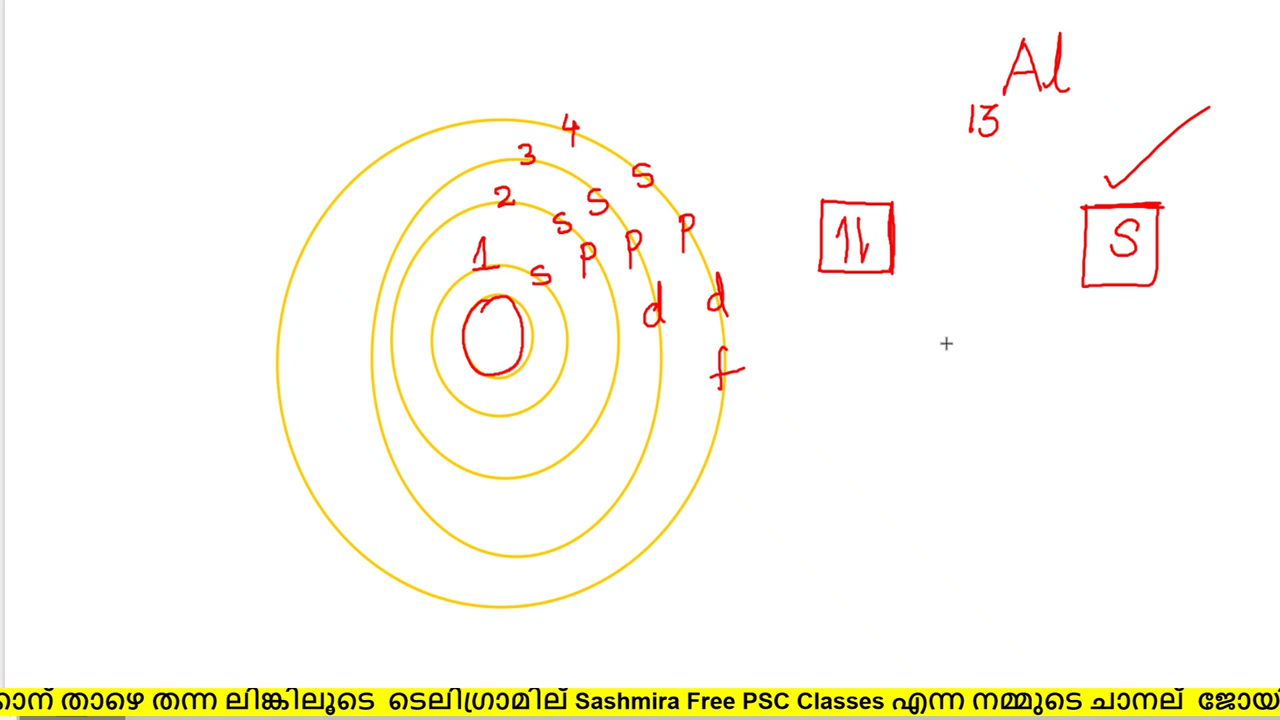 Al
13
4
3
2
1
s
s p
s p d
s p d f
S
ാന് താഴെ തന്ന ലിങ്കിലൂടെ ടെലിഗ്രാമില് Sashmira Free PSC Classes എന്ന നമ്മുടെ ചാനല്